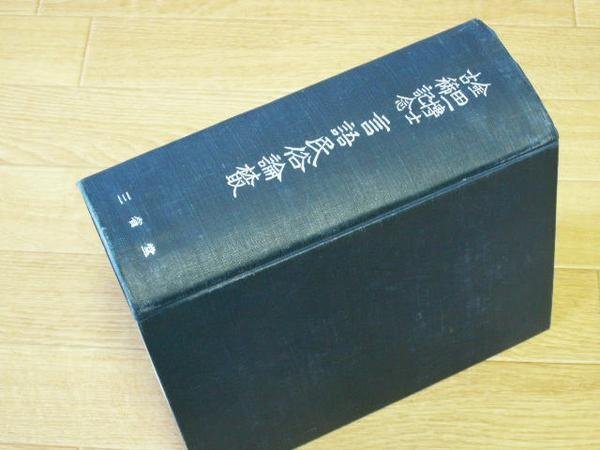 金田一博士
古稀記念
言語民俗論叢
三省堂